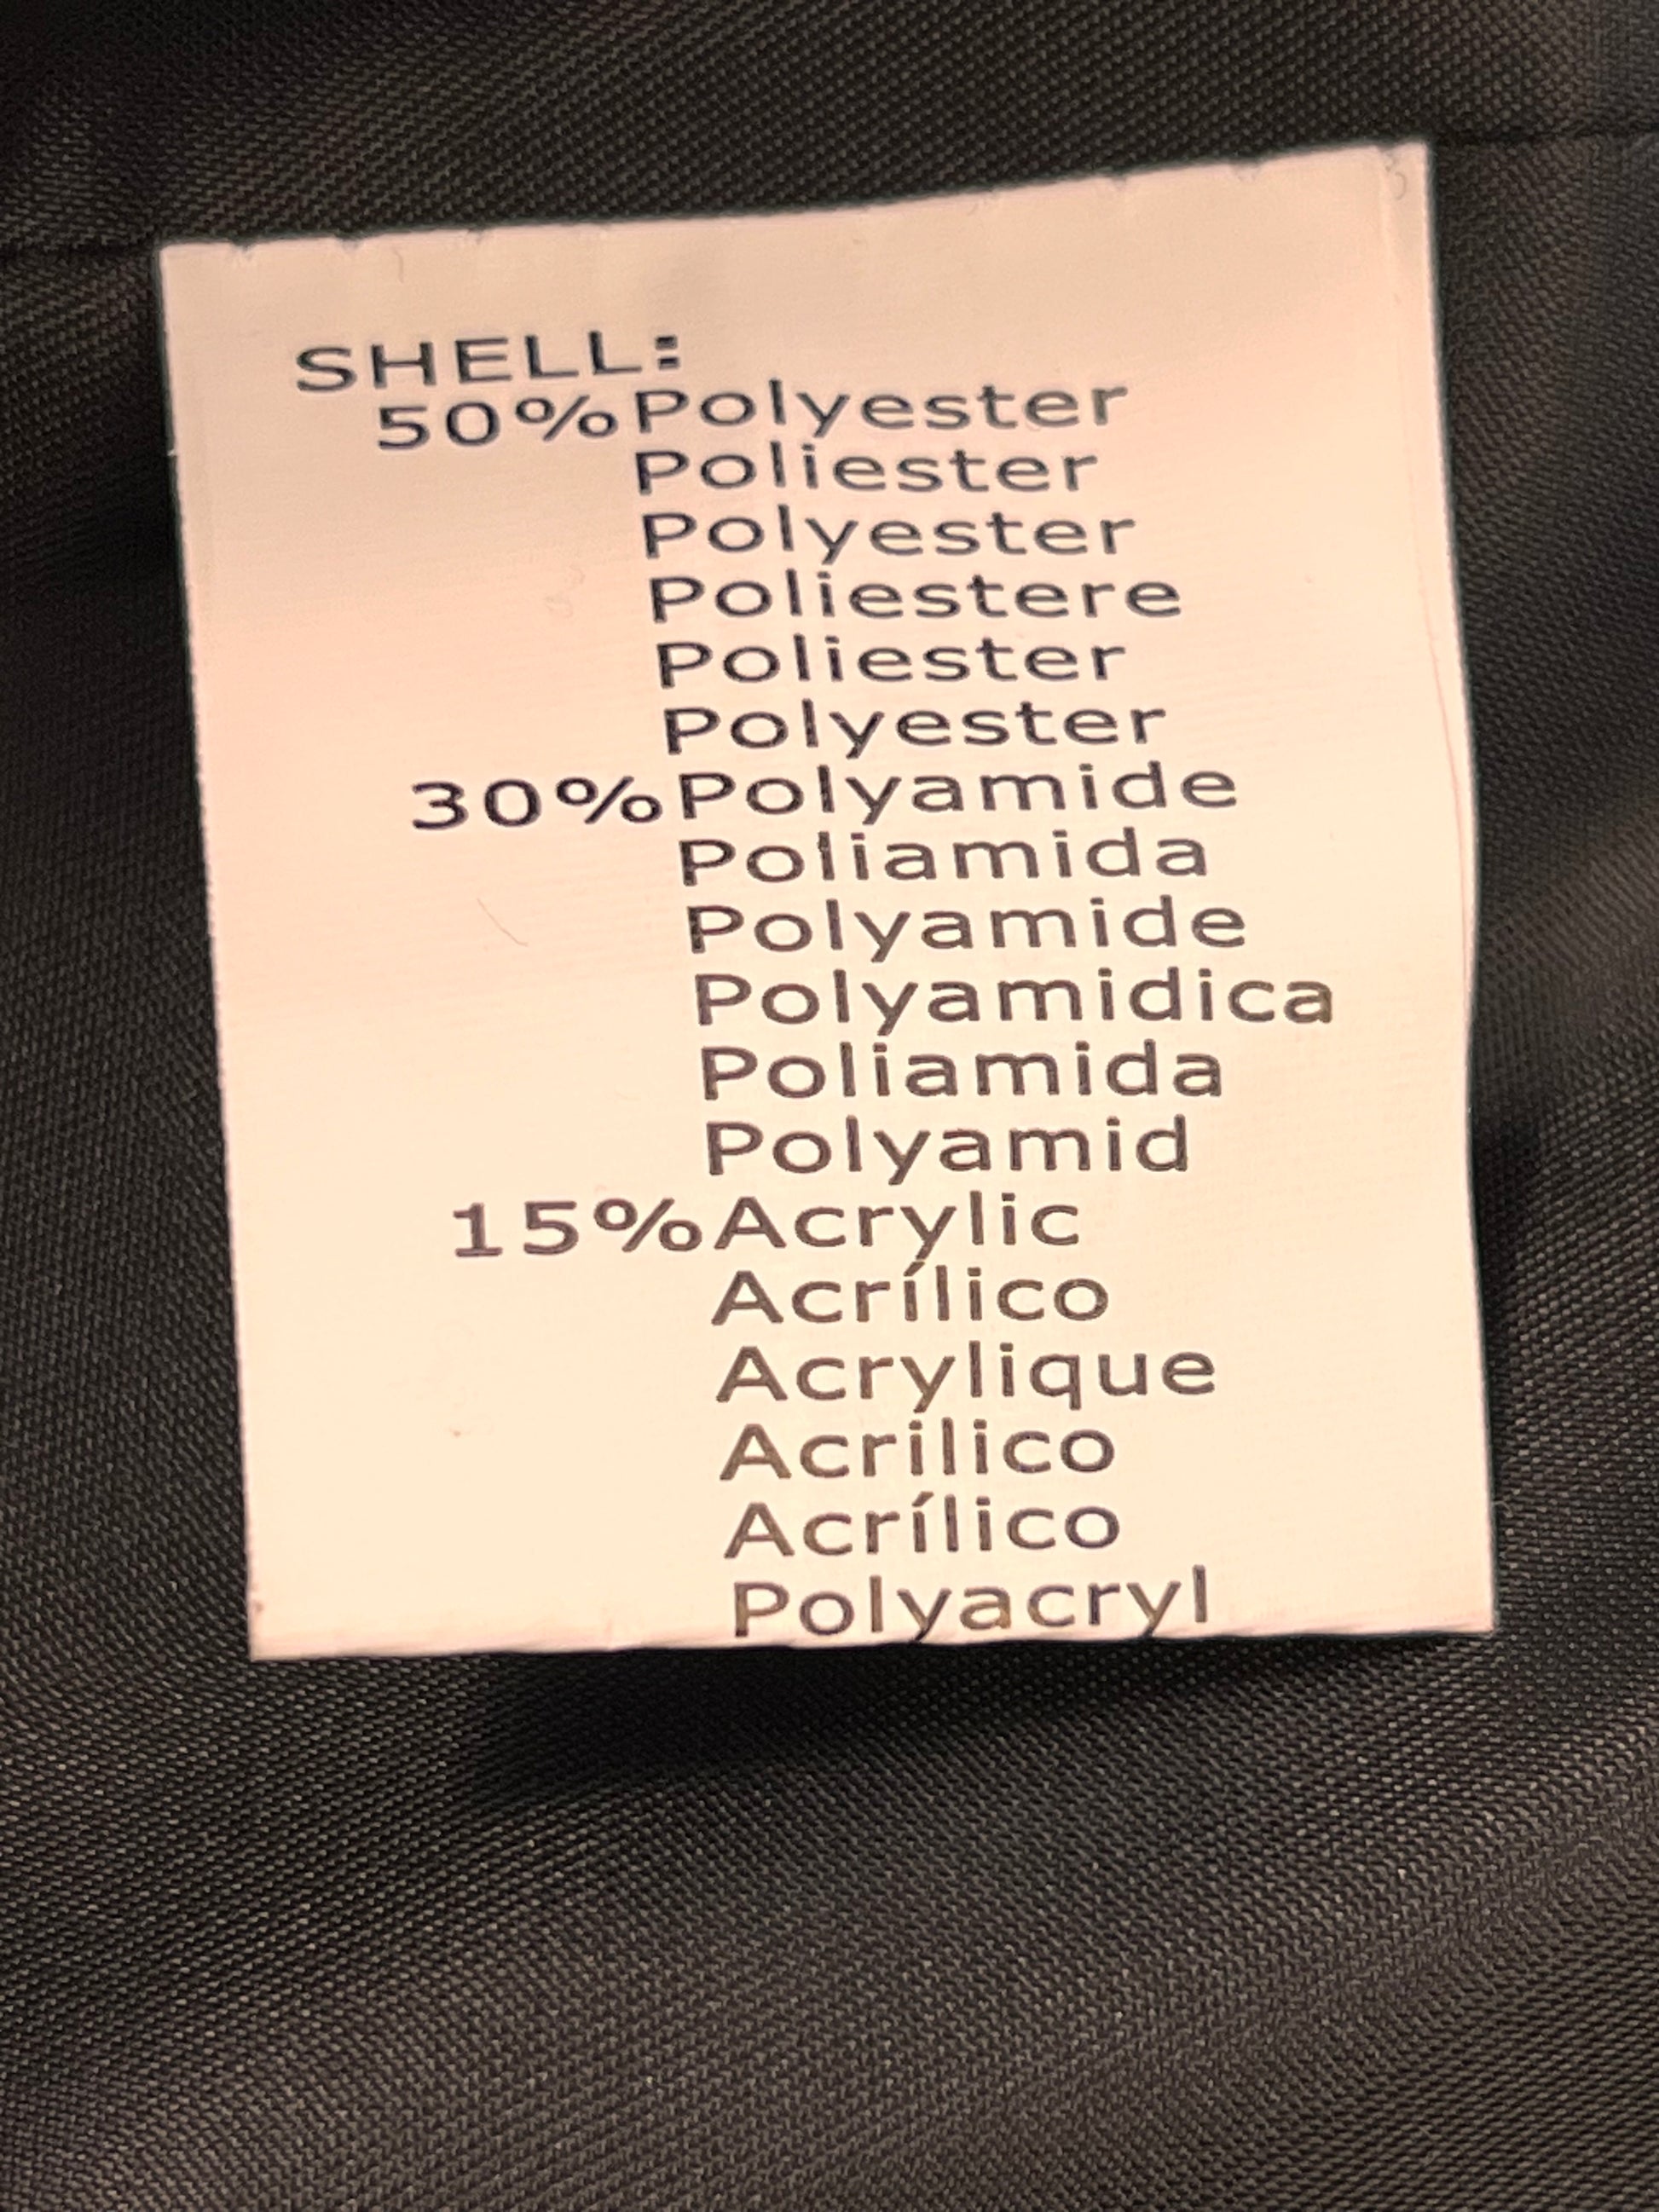 SHELL:
50%Polyester
Poliester
Polyester
Poliestere
Poliester
Polyester
30%Polyamide
Poliamida
Polyamide
Polyamidica
Poliamida
Polyamid
15%Acrylic
Acrílico
Acrylique
Acrilico
Acrílico
Polyacryl